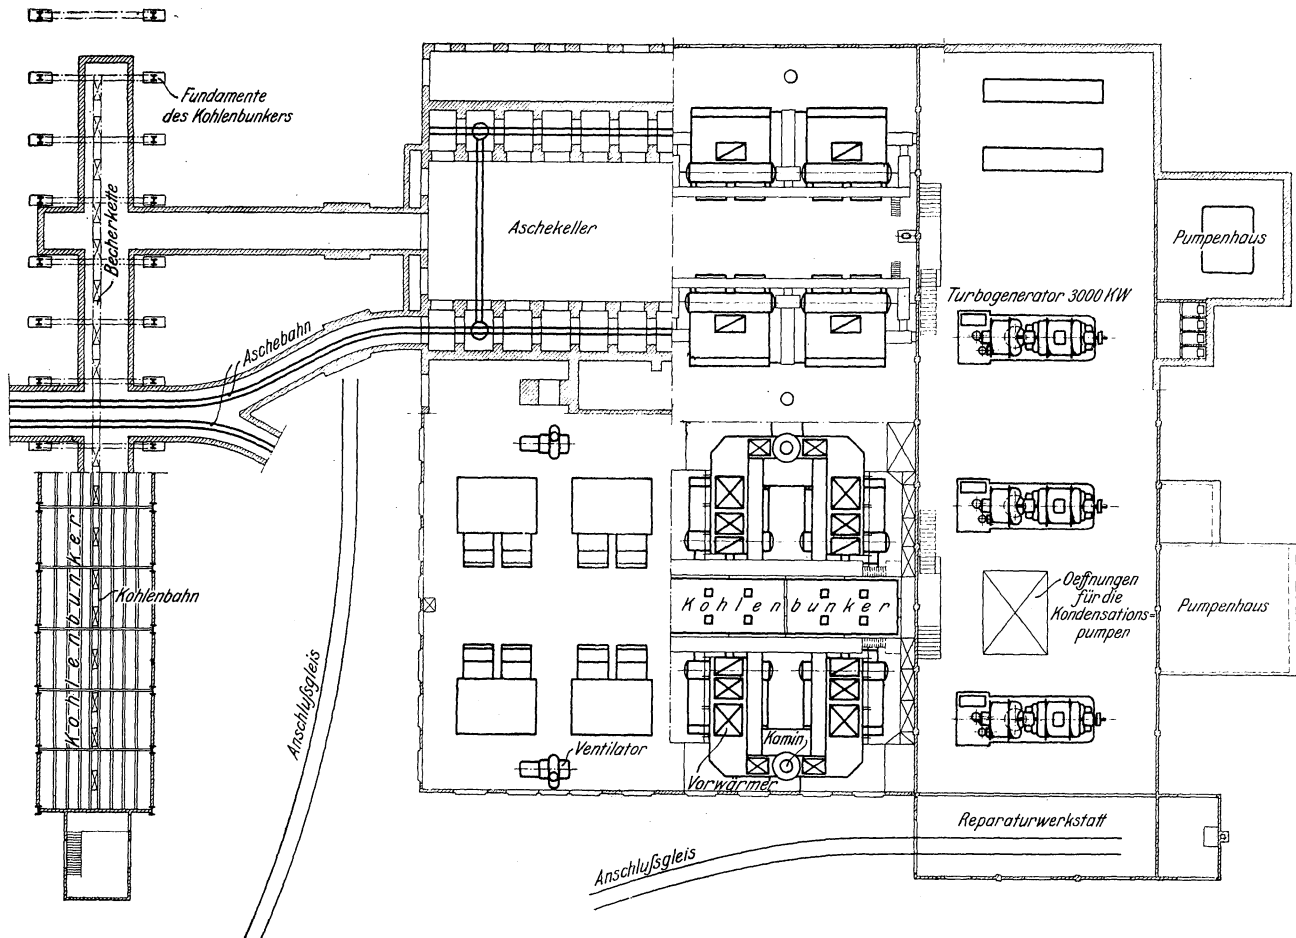 Fundamente
des Kohlenbunkers
Becherkette
Aschekeller
Pumpenhaus
Turbogenerator 3000 KW
Aschebahn
Kohlenbunker
Kohlenbahn
Kohlenbunker
Oeffnungen
für die
Kondensations=
pumpen
Pumpenhaus
Anschlußgleis
Ventilator
Kamin
Vorwärmer
Reparaturwerkstatt
Anschlußgleis